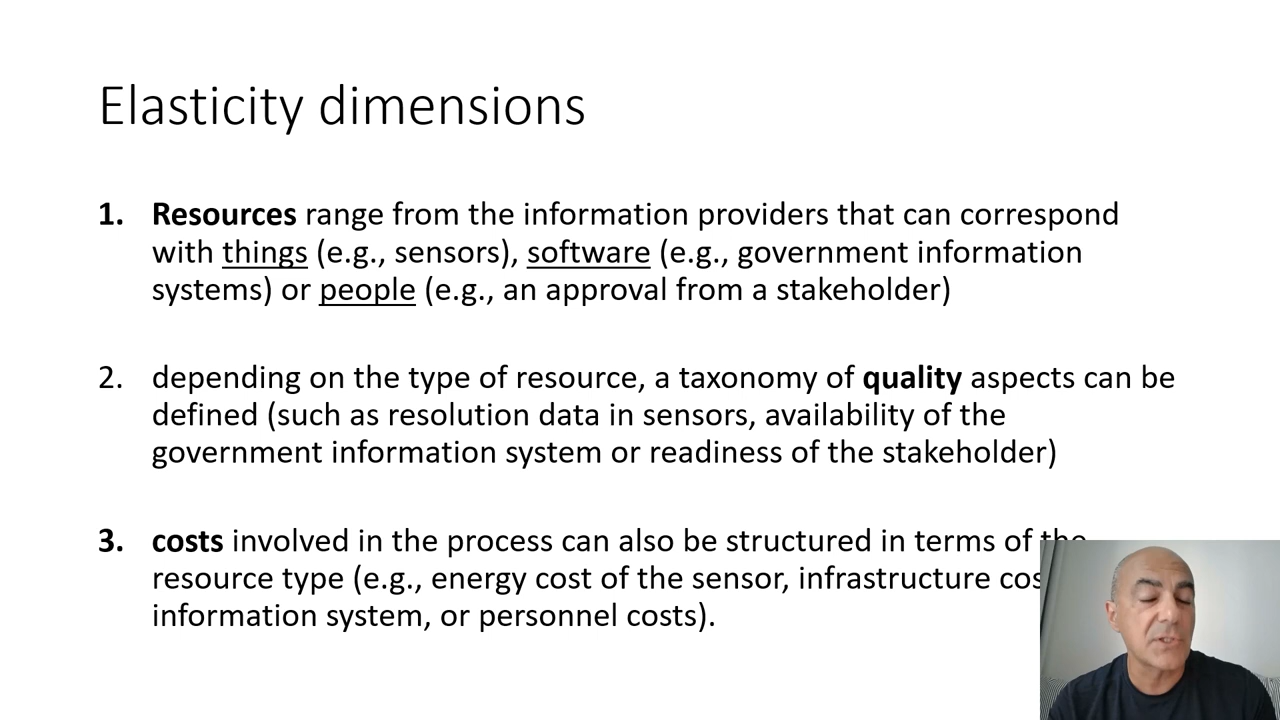 Elasticity dimensions
1. Resources range from the information providers that can correspond
with things (e.g., sensors), software (e.g., government information
systems) or people (e.g., an approval from a stakeholder)
2. depending on the type of resource, a taxonomy of quality aspects can be
defined (such as resolution data in sensors, availability of the
government information system or readiness of the stakeholder)
3. costs involved in the process can also be structured in terms of the
resource type (e.g., energy cost of the sensor, infrastructure
information system, or personnel costs).